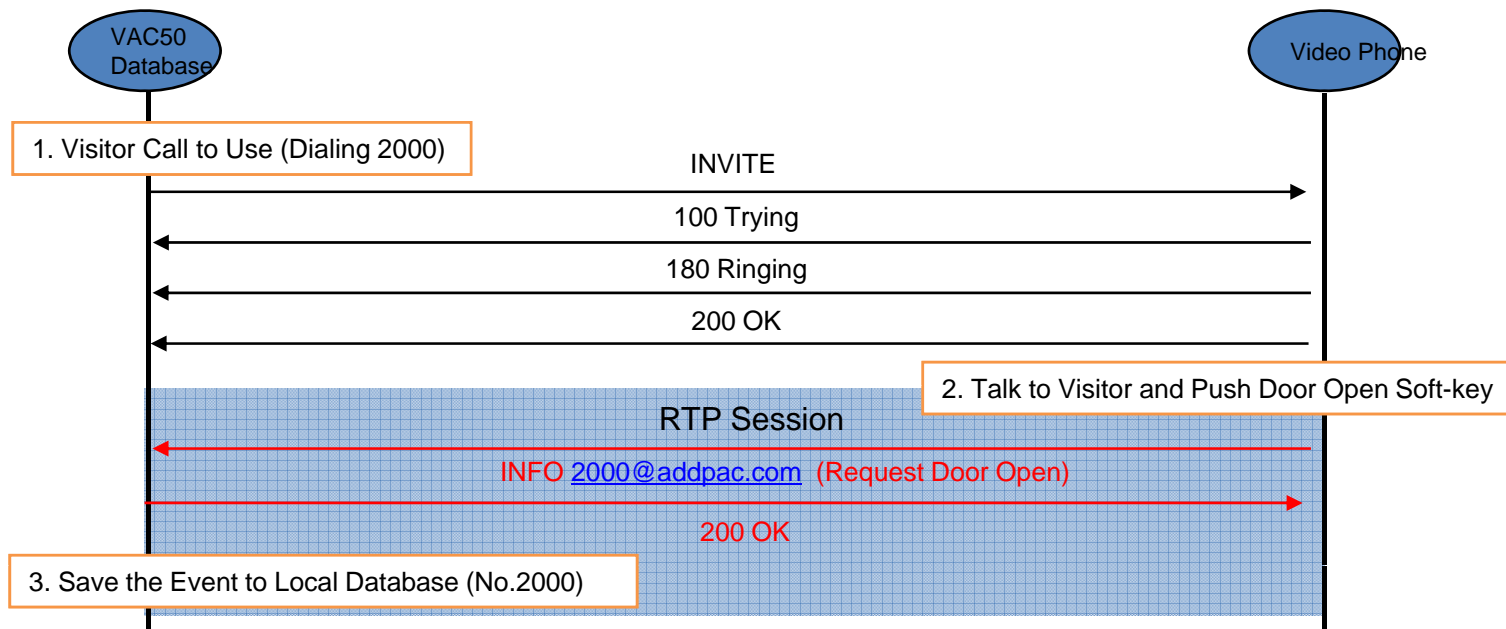 VAC50
Database
Video Phone
1. Visitor Call to Use (Dialing 2000)
INVITE
100 Trying
180 Ringing
200 OK
2. Talk to Visitor and Push Door Open Soft-key
RTP Session
INFO 2000@addpac.com (Request Door Open)
200 OK
3. Save the Event to Local Database (No.2000)